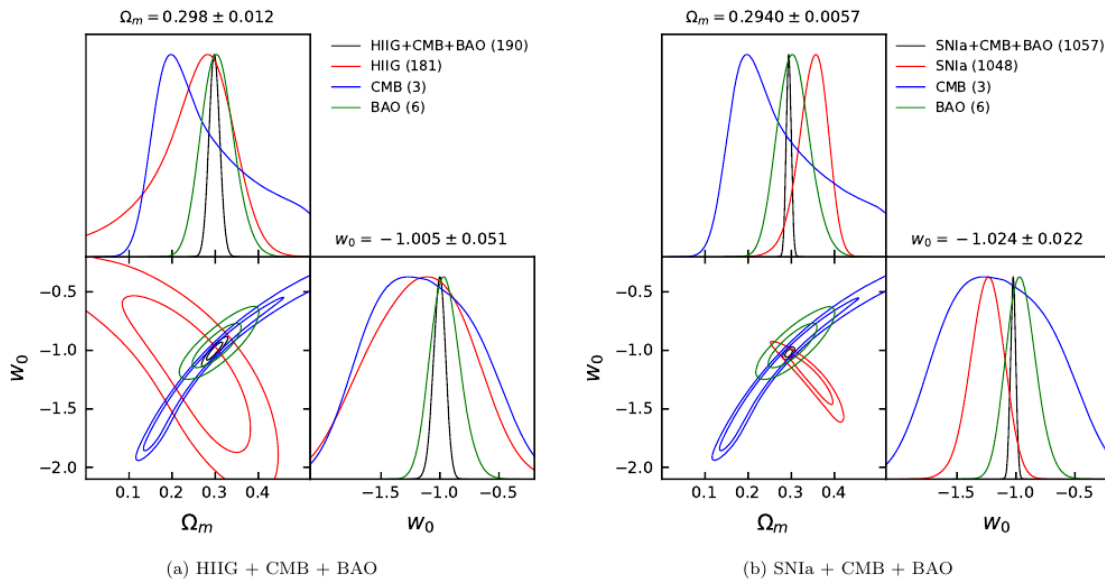 Ωₘ = 0.298 ± 0.012
HIIG+CMB+BAO (190)
HIIG (181)
CMB (3)
BAO (6)
w₀ = −1.005 ± 0.051
−0.5
−1.0
−1.5
−2.0
w₀
0.1 0.2 0.3 0.4
Ωₘ
−1.5 −1.0 −0.5
w₀
(a) HIIG + CMB + BAO
Ωₘ = 0.2940 ± 0.0057
SNIa+CMB+BAO (1057)
SNIa (1048)
CMB (3)
BAO (6)
w₀ = −1.024 ± 0.022
−0.5
−1.0
−1.5
−2.0
w₀
0.1 0.2 0.3 0.4
Ωₘ
−1.5 −1.0 −0.5
w₀
(b) SNIa + CMB + BAO